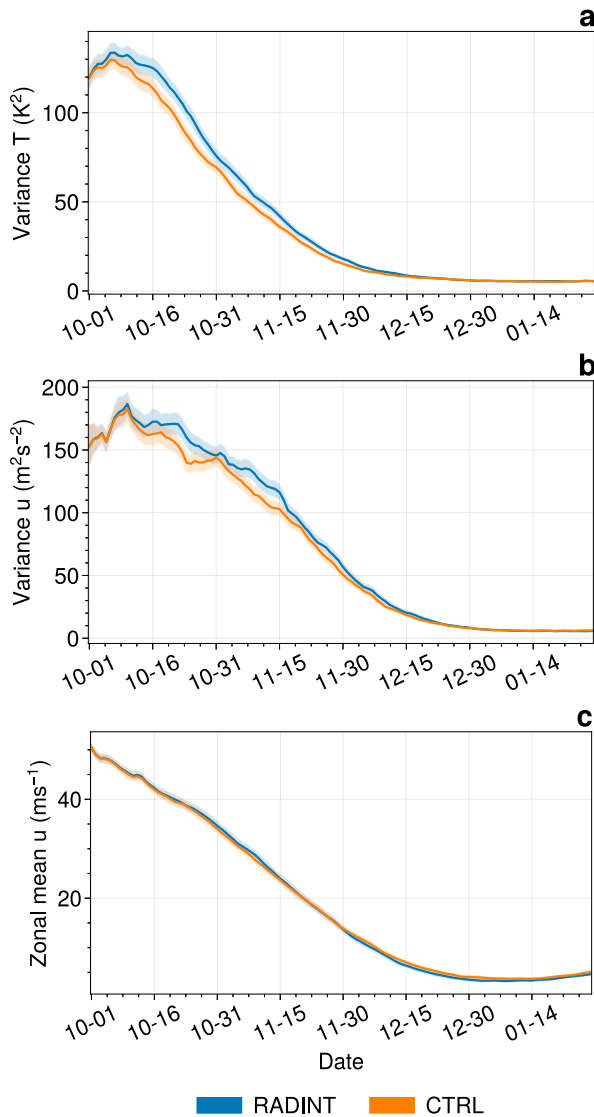 a
Variance T (K²)
100
50
0
10-01 10-16 10-31 11-15 11-30 12-15 12-30 01-14
b
Variance u (m²s⁻²)
200
150
100
50
0
10-01 10-16 10-31 11-15 11-30 12-15 12-30 01-14
c
Zonal mean u (ms⁻¹)
40
20
10-01 10-16 10-31 11-15 11-30 12-15 12-30 01-14
Date
RADINT CTRL